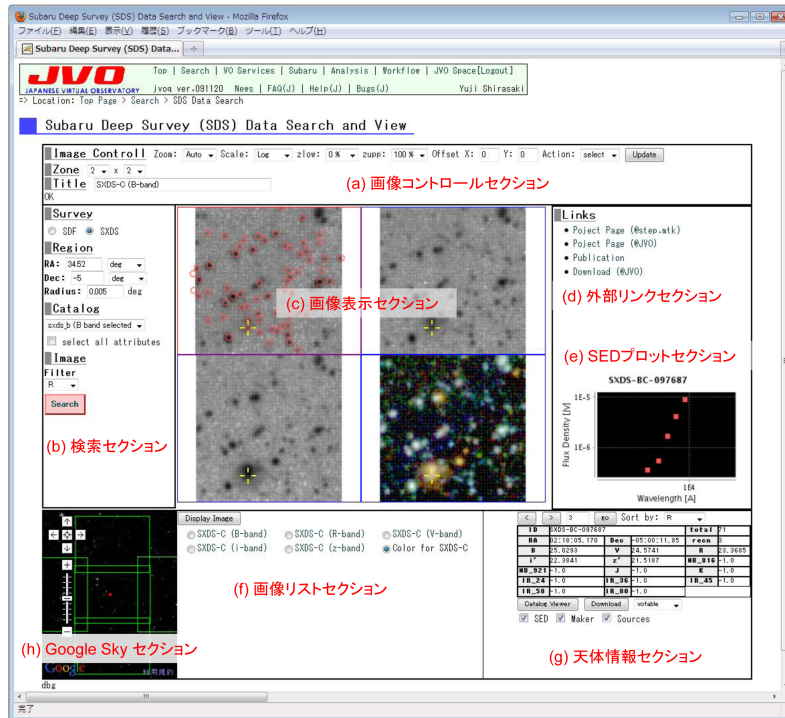 Subaru Deep Survey (SDS) Data Search and View - Mozilla Firefox
ファイル(F) 編集(E) 表示(V) 履歴(S) ブックマーク(B) ツール(T) ヘルプ(H)
Subaru Deep Survey (SDS) Data...
JVO
JAPANESE VIRTUAL OBSERVATORY
Top | Search | VO Services | Subaru | Analysis | Workflow | JVO Space[Logout]
jvoq ver.091120 News | FAQ(J) | Help(J) | Bugs(J) Yuji Shirasaki
=> Location: Top Page > Search > SDS Data Search
Subaru Deep Survey (SDS) Data Search and View
Image Controll Zoom: Auto Scale: Log zlow: 0 % zupp: 100 % Offset X: 0 Y: 0 Action: select Update
Zone 2 x 2
Title SXDS-C (B-band)
OK
(a) 画像コントロールセクション
Survey
SDF SXDS
Region
RA: 34.52 deg
Dec: -5 deg
Radius: 0.005 deg
Catalog
sxds_b (B band selected
select all attributes
Image
Filter
R
Search
(b) 検索セクション
(c) 画像表示セクション
Links
Poject Page (@step.mtk)
Poject Page (@JVO)
Publication
Download (@JVO)
(d) 外部リンクセクション
(e) SEDプロットセクション
SXDS-BC-097687
Flux Density [Jy]
1E-5
1E-6
1E4
Wavelength [A]
Display Image
SXDS-C (B-band) SXDS-C (R-band) SXDS-C (V-band)
SXDS-C (i-band) SXDS-C (z-band) Color for SXDS-C
(f) 画像リストセクション
< > 3 go Sort by: R
ID SXDS-BC-097687 total 71
RA 02:18:05.170 Dec -05:00:11.85 recn 3
B 25.0293 V 24.5741 R 23.3685
i' 22.3841 z' 21.5187 NB_816 -1.0
NB_921 -1.0 J -1.0 K -1.0
IR_24 -1.0 IR_36 -1.0 IR_45 -1.0
IR_58 -1.0 IR_80 -1.0
Catalog Viewer Download votable
SED Maker Sources
(g) 天体情報セクション
(h) Google Sky セクション
Google 利用規約
dbg
完了